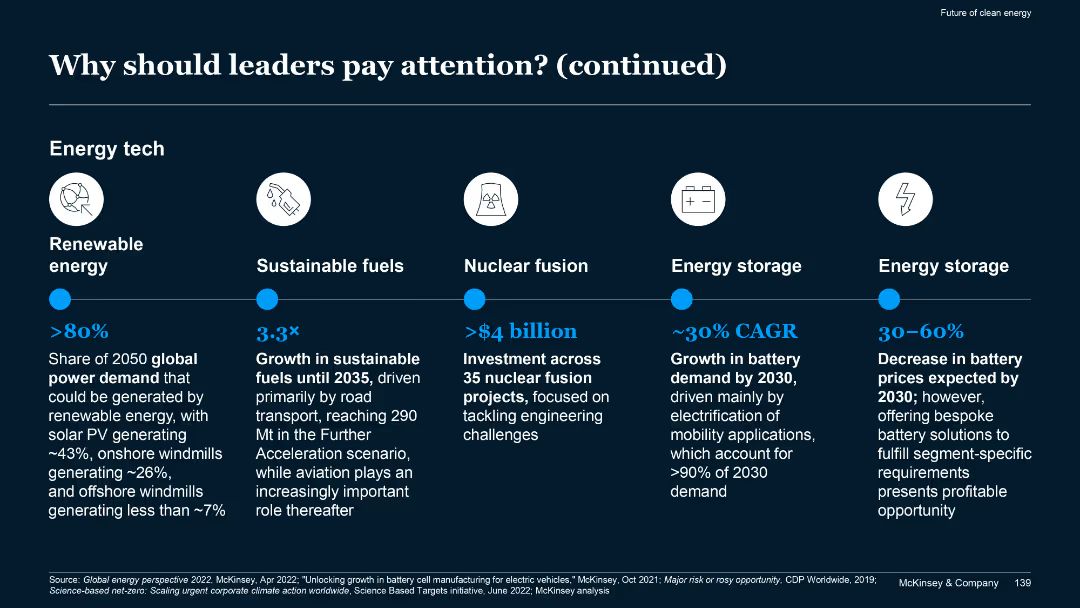 Future of clean energy
Why should leaders pay attention? (continued)
Energy tech
Renewable
energy
>80%
Share of 2050 global
power demand that
could be generated by
renewable energy, with
solar PV generating
~43%, onshore windmills
generating ~26%,
and offshore windmills
generating less than ~7%
Sustainable fuels
3.3×
Growth in sustainable
fuels until 2035, driven
primarily by road
transport, reaching 290
Mt in the Further
Acceleration scenario,
while aviation plays an
increasingly important
role thereafter
Nuclear fusion
>$4 billion
Investment across
35 nuclear fusion
projects, focused on
tackling engineering
challenges
Energy storage
~30% CAGR
Growth in battery
demand by 2030,
driven mainly by
electrification of
mobility applications,
which account for
>90% of 2030
demand
Energy storage
30–60%
Decrease in battery
prices expected by
2030; however,
offering bespoke
battery solutions to
fulfill segment-specific
requirements
presents profitable
opportunity
Source: Global energy perspective 2022, McKinsey, Apr 2022; "Unlocking growth in battery cell manufacturing for electric vehicles," McKinsey, Oct 2021; Major risk or rosy opportunity, CDP Worldwide, 2019;
Science-based net-zero: Scaling urgent corporate climate action worldwide, Science Based Targets initiative, June 2022; McKinsey analysis
McKinsey & Company 139